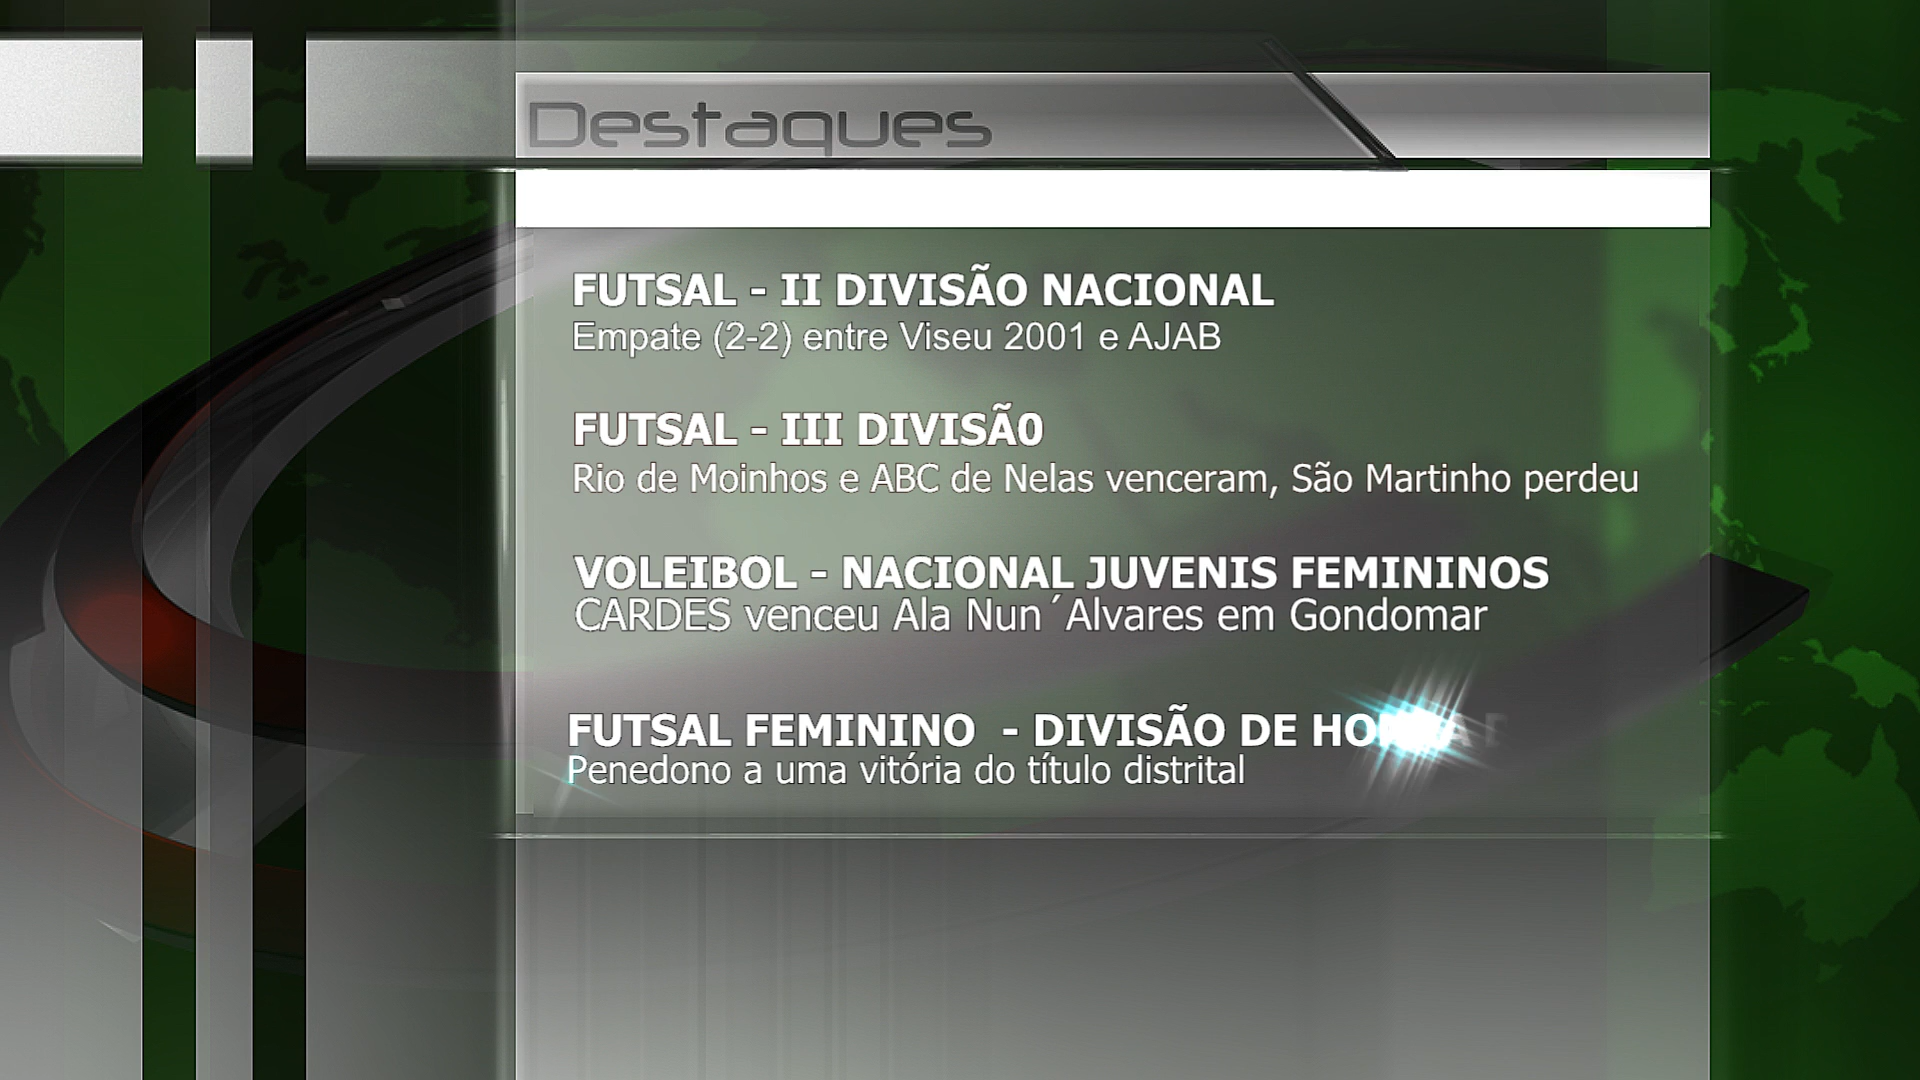 Destaques
FUTSAL - II DIVISÃO NACIONAL
Empate (2-2) entre Viseu 2001 e AJAB
FUTSAL - III DIVISÃ0
Rio de Moinhos e ABC de Nelas venceram, São Martinho perdeu
VOLEIBOL - NACIONAL JUVENIS FEMININOS
CARDES venceu Ala Nun´Alvares em Gondomar
FUTSAL FEMININO - DIVISÃO DE
Penedono a uma vitória do título distrital